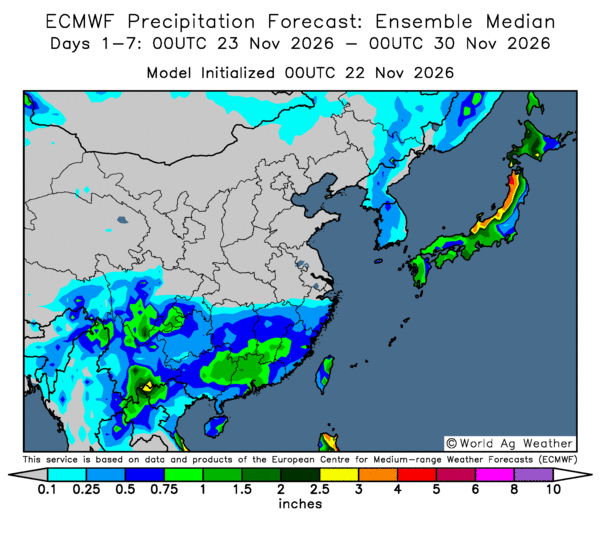 ECMWF Precipitation Forecast: Ensemble Median
Days 1-7: 00UTC 23 Nov 2026 - 00UTC 30 Nov 2026
Model Initialized 00UTC 22 Nov 2026
© World Ag Weather
This service is based on data and products of the European Centre for Medium-range Weather Forecasts (ECMWF)
0.1 0.25 0.5 0.75 1 1.5 2 2.5 3 4 5 6 8 10
inches